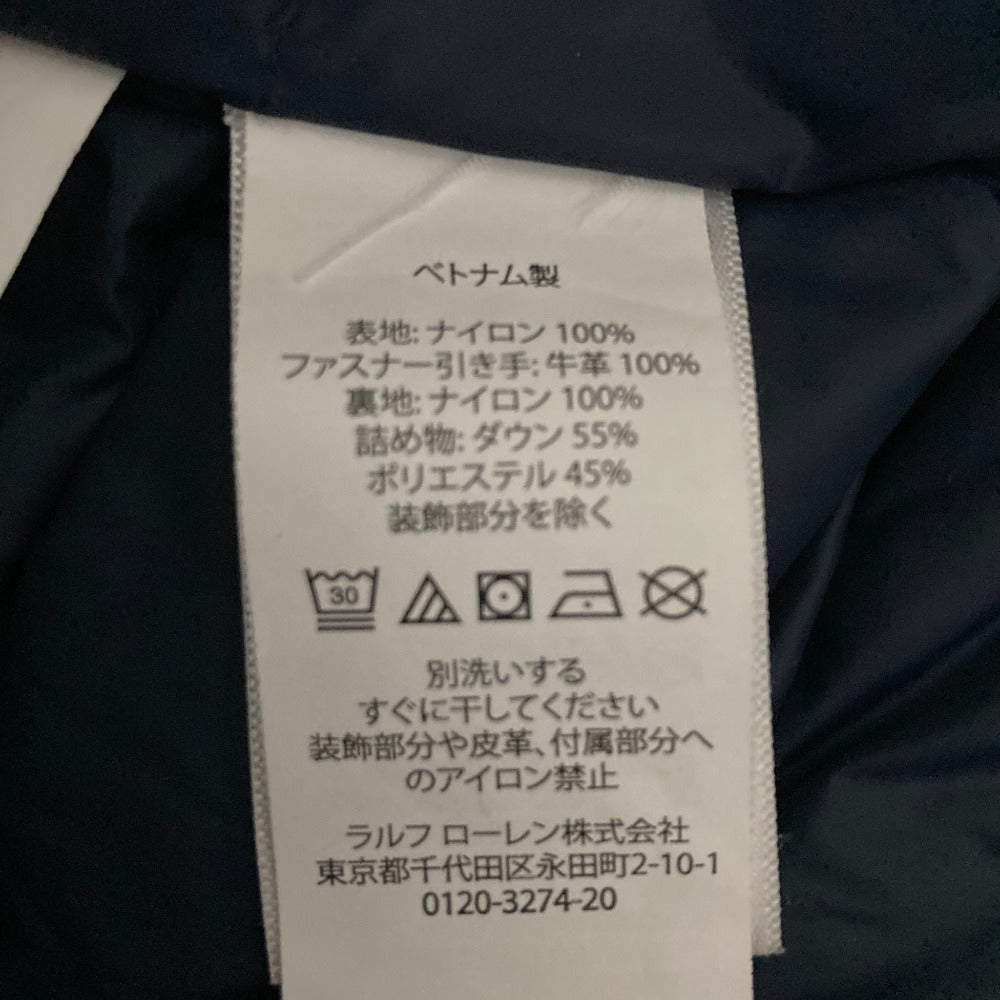 ベトナム製
表地: ナイロン 100%
ファスナー引き手: 牛革 100%
裏地: ナイロン 100%
詰め物: ダウン 55%
ポリエステル 45%
装飾部分を除く
30
別洗いする
すぐに干してください
装飾部分や皮革、付属部分へ
のアイロン禁止
ラルフ ローレン株式会社
東京都千代田区永田町2-10-1
0120-3274-20